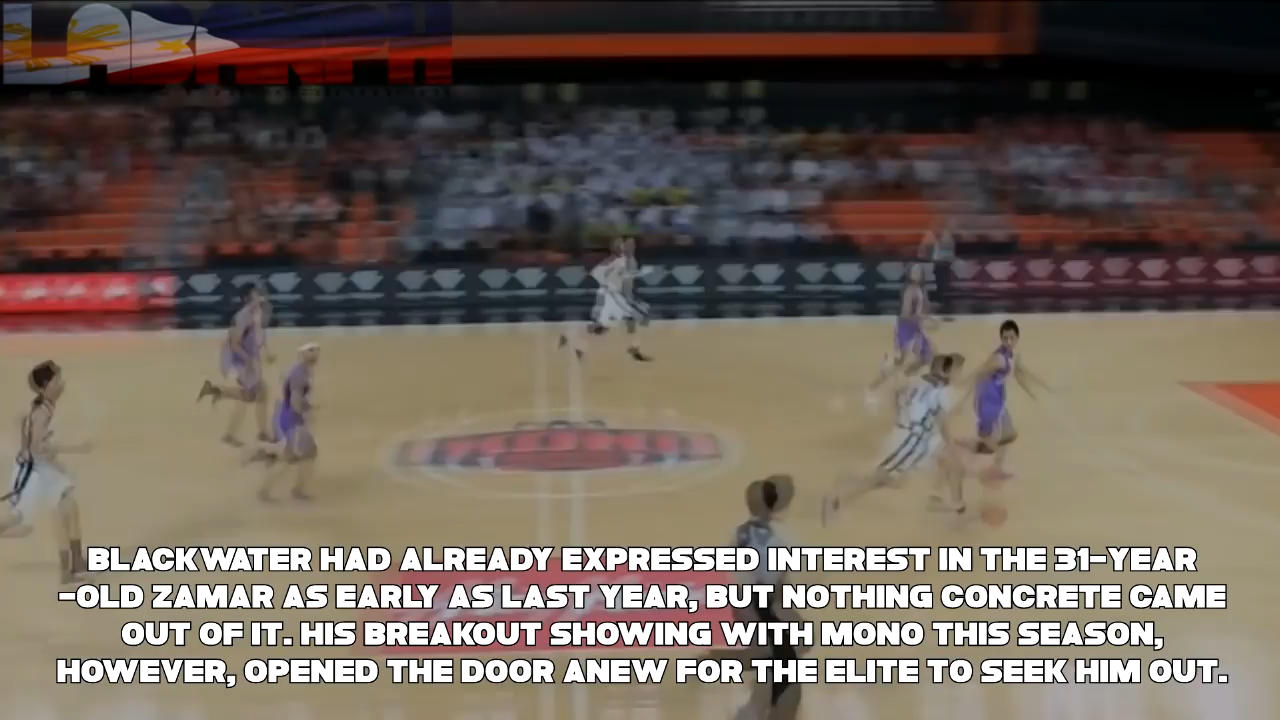 LABANPH
BLACKWATER HAD ALREADY EXPRESSED INTEREST IN THE 31-YEAR
-OLD ZAMAR AS EARLY AS LAST YEAR, BUT NOTHING CONCRETE CAME
OUT OF IT. HIS BREAKOUT SHOWING WITH MONO THIS SEASON,
HOWEVER, OPENED THE DOOR ANEW FOR THE ELITE TO SEEK HIM OUT.